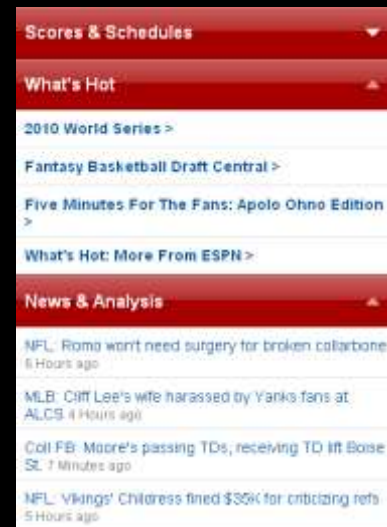 Scores & Schedules
What's Hot
2010 World Series >
Fantasy Basketball Draft Central >
Five Minutes For The Fans: Apolo Ohno Edition
>
What's Hot: More From ESPN >
News & Analysis
NFL: Romo won't need surgery for broken collarbone
6 Hours ago
MLB: Cliff Lee's wife harassed by Yanks fans at
ALCS 4 Hours ago
Coll FB: Moore's passing TDs, receiving TD lift Boise
St. 7 Minutes ago
NFL: Vikings' Childress fined $35K for criticizing refs
5 Hours ago